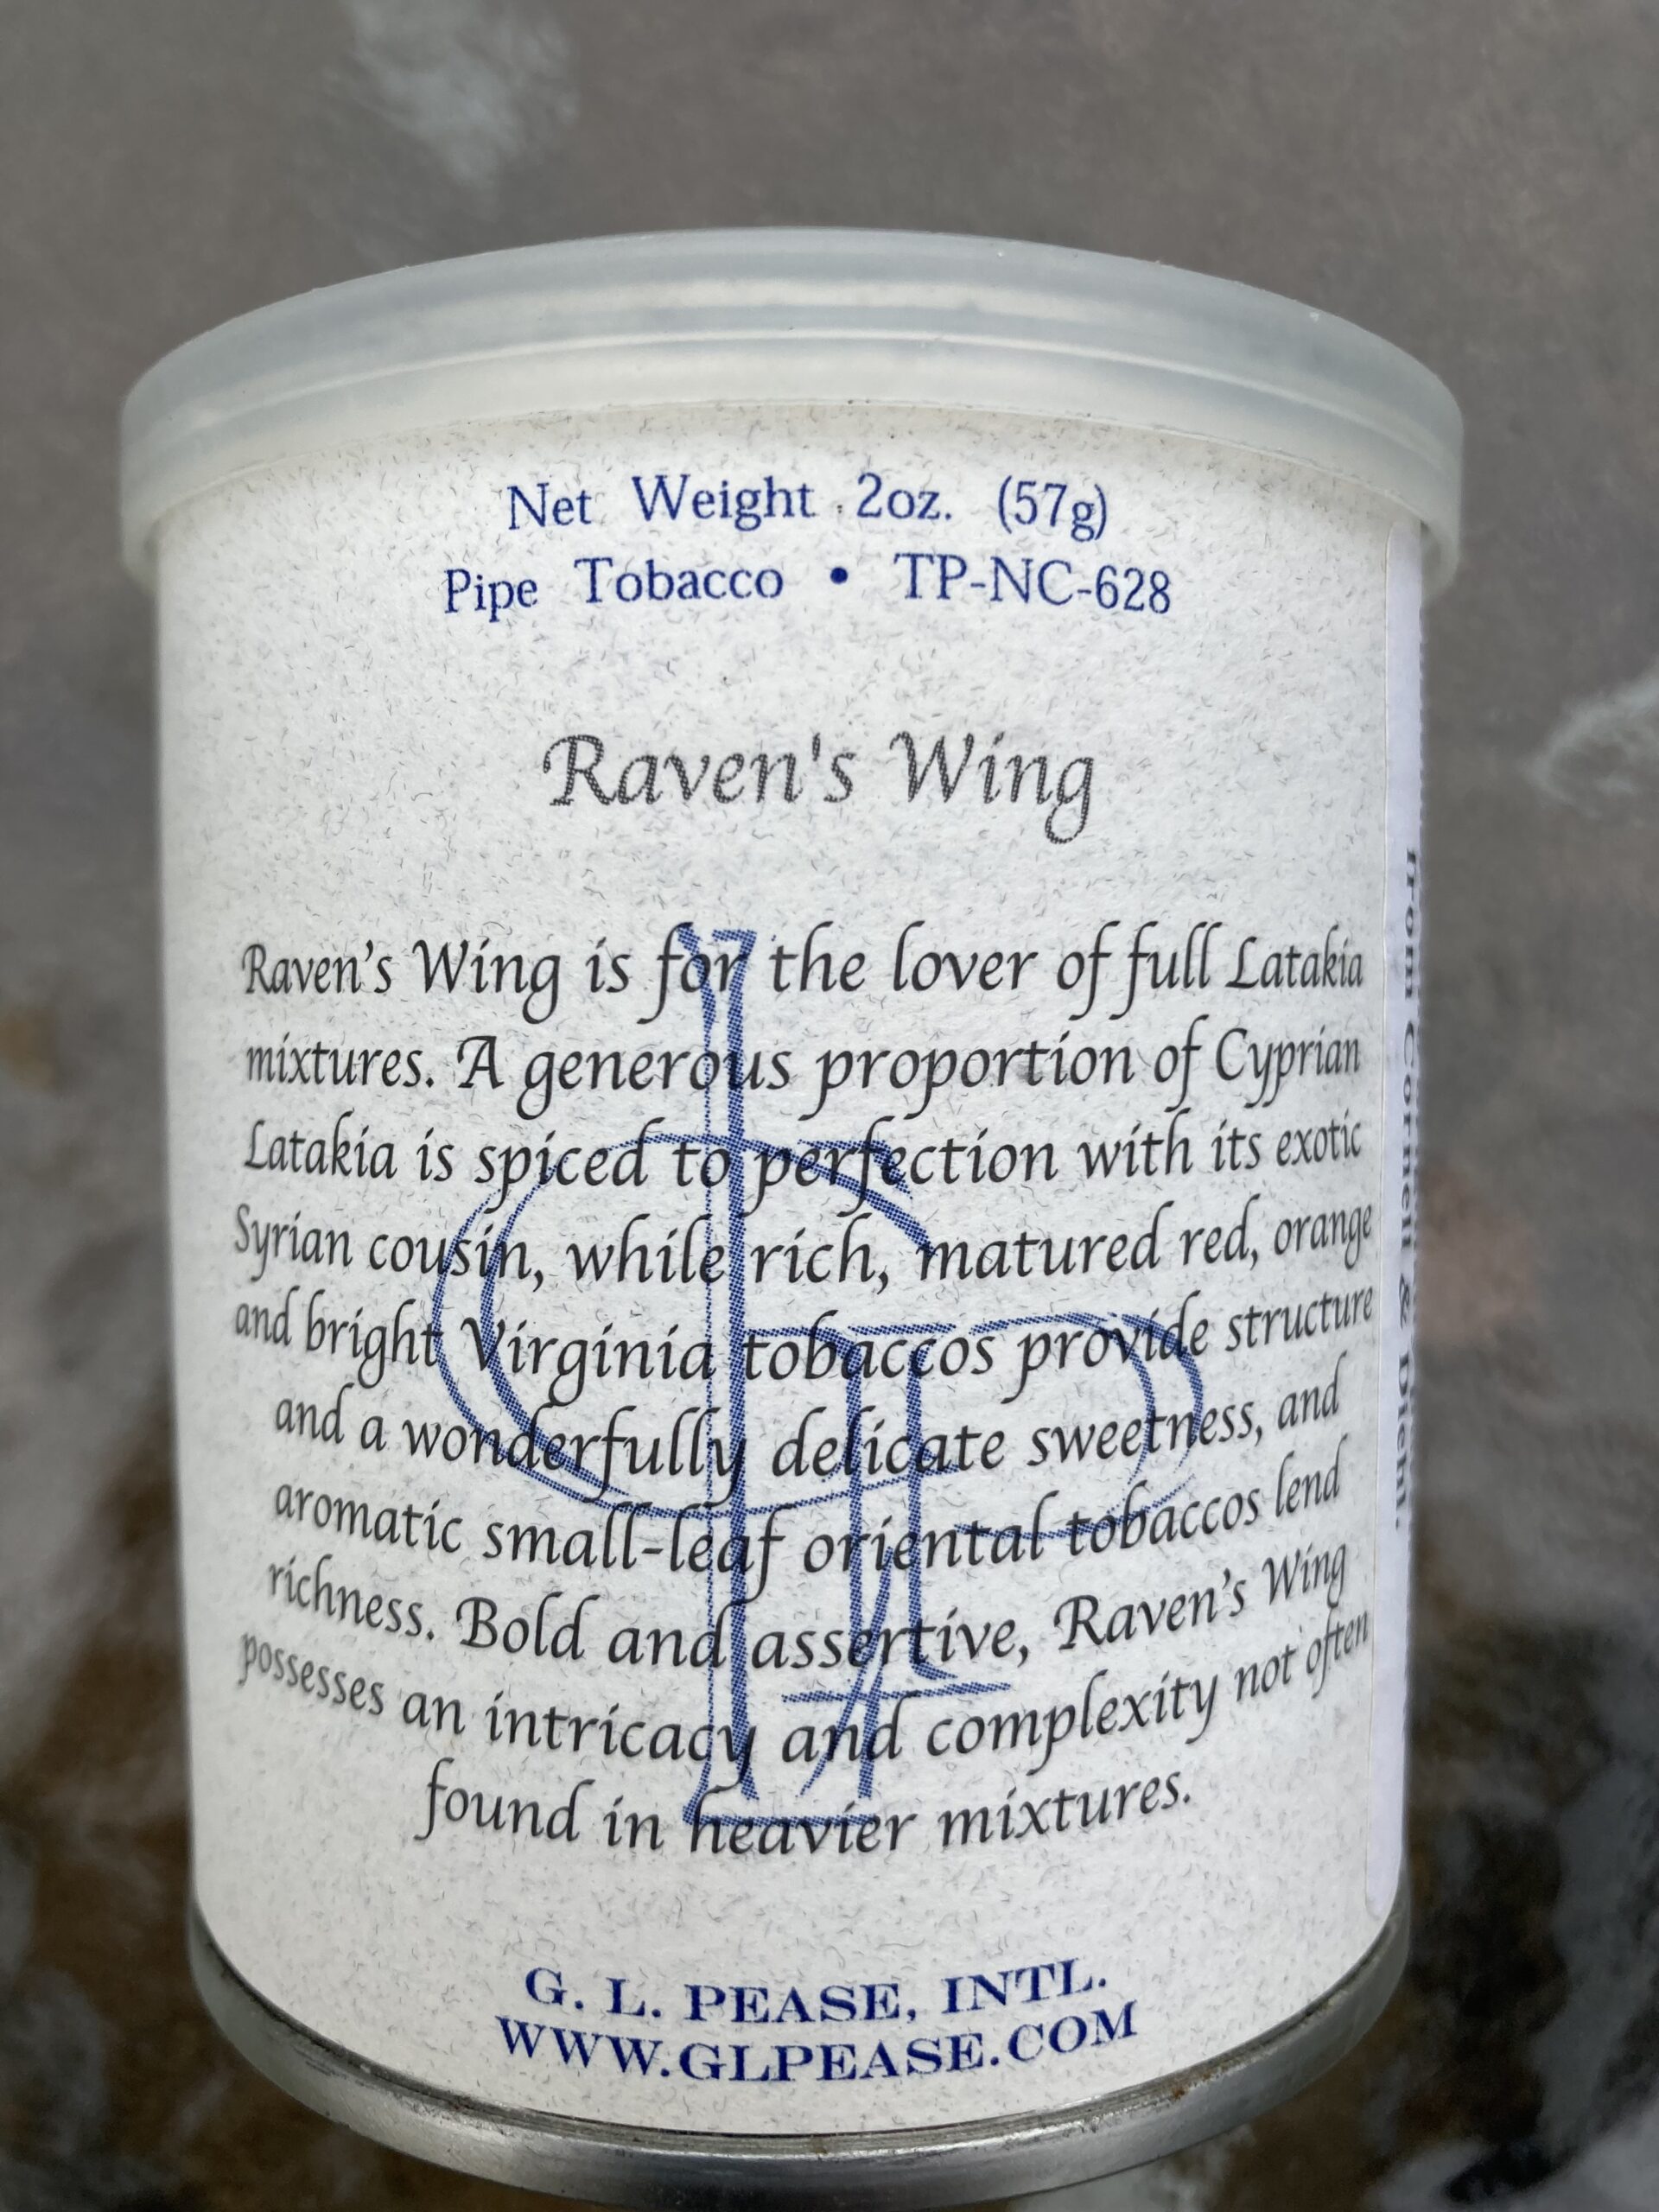 Net Weight 2oz. (57g)
Pipe Tobacco • TP-NC-628
Raven's Wing
Raven's Wing is for the lover of full Latakia
mixtures. A generous proportion of Cyprian
Latakia is spiced to perfection with its exotic
Syrian cousin, while rich, matured red, orange
and bright Virginia tobaccos provide structure
and a wonderfully delicate sweetness, and
aromatic small-leaf oriental tobaccos lend
richness. Bold and assertive, Raven's Wing
possesses an intricacy and complexity not often
found in heavier mixtures.
G. L. PEASE, INTL.
WWW.GLPEASE.COM
from Cornell & Diehl.